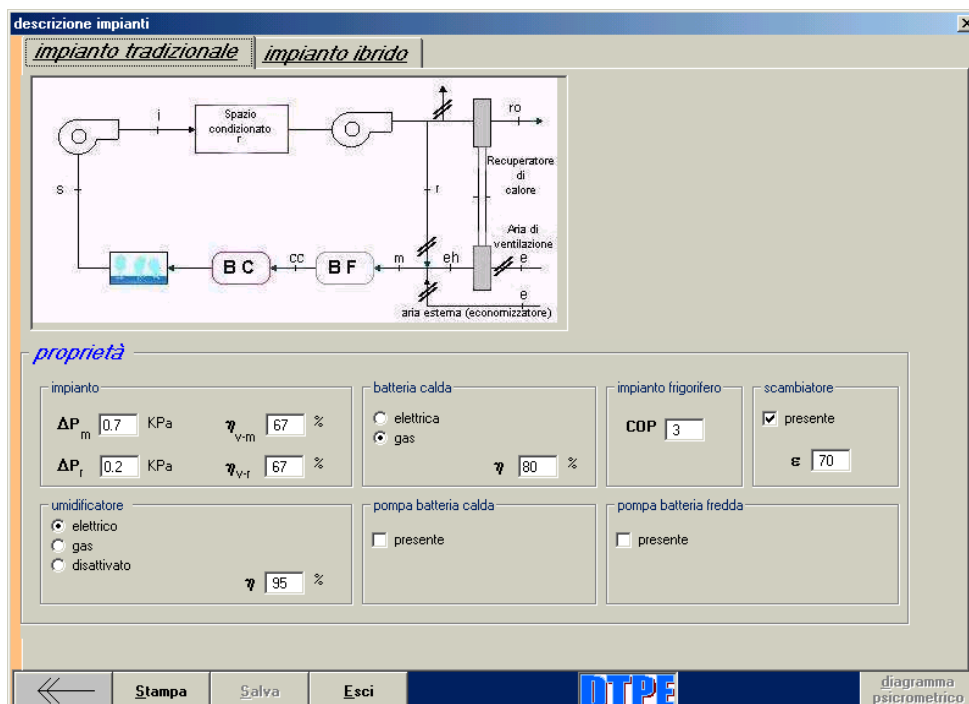 descrizione impianti
impianto tradizionale
impianto ibrido
i
Spazio
condizionato
r
ro
Recuperatore
di
calore
s
r
Aria di
ventilazione
B C
cc
B F
m
eh
e
e
aria esterna (economizzatore)
proprietà
impianto
ΔPm 0.7 KPa ηv-m 67 %
ΔPr 0.2 KPa ηv-r 67 %
batteria calda
elettrica
gas
η 80 %
impianto frigorifero
COP 3
scambiatore
presente
ε 70
umidificatore
elettrico
gas
disattivato
η 95 %
pompa batteria calda
presente
pompa batteria fredda
presente
Stampa
Salva
Esci
DTPE
diagramma
psicrometrico